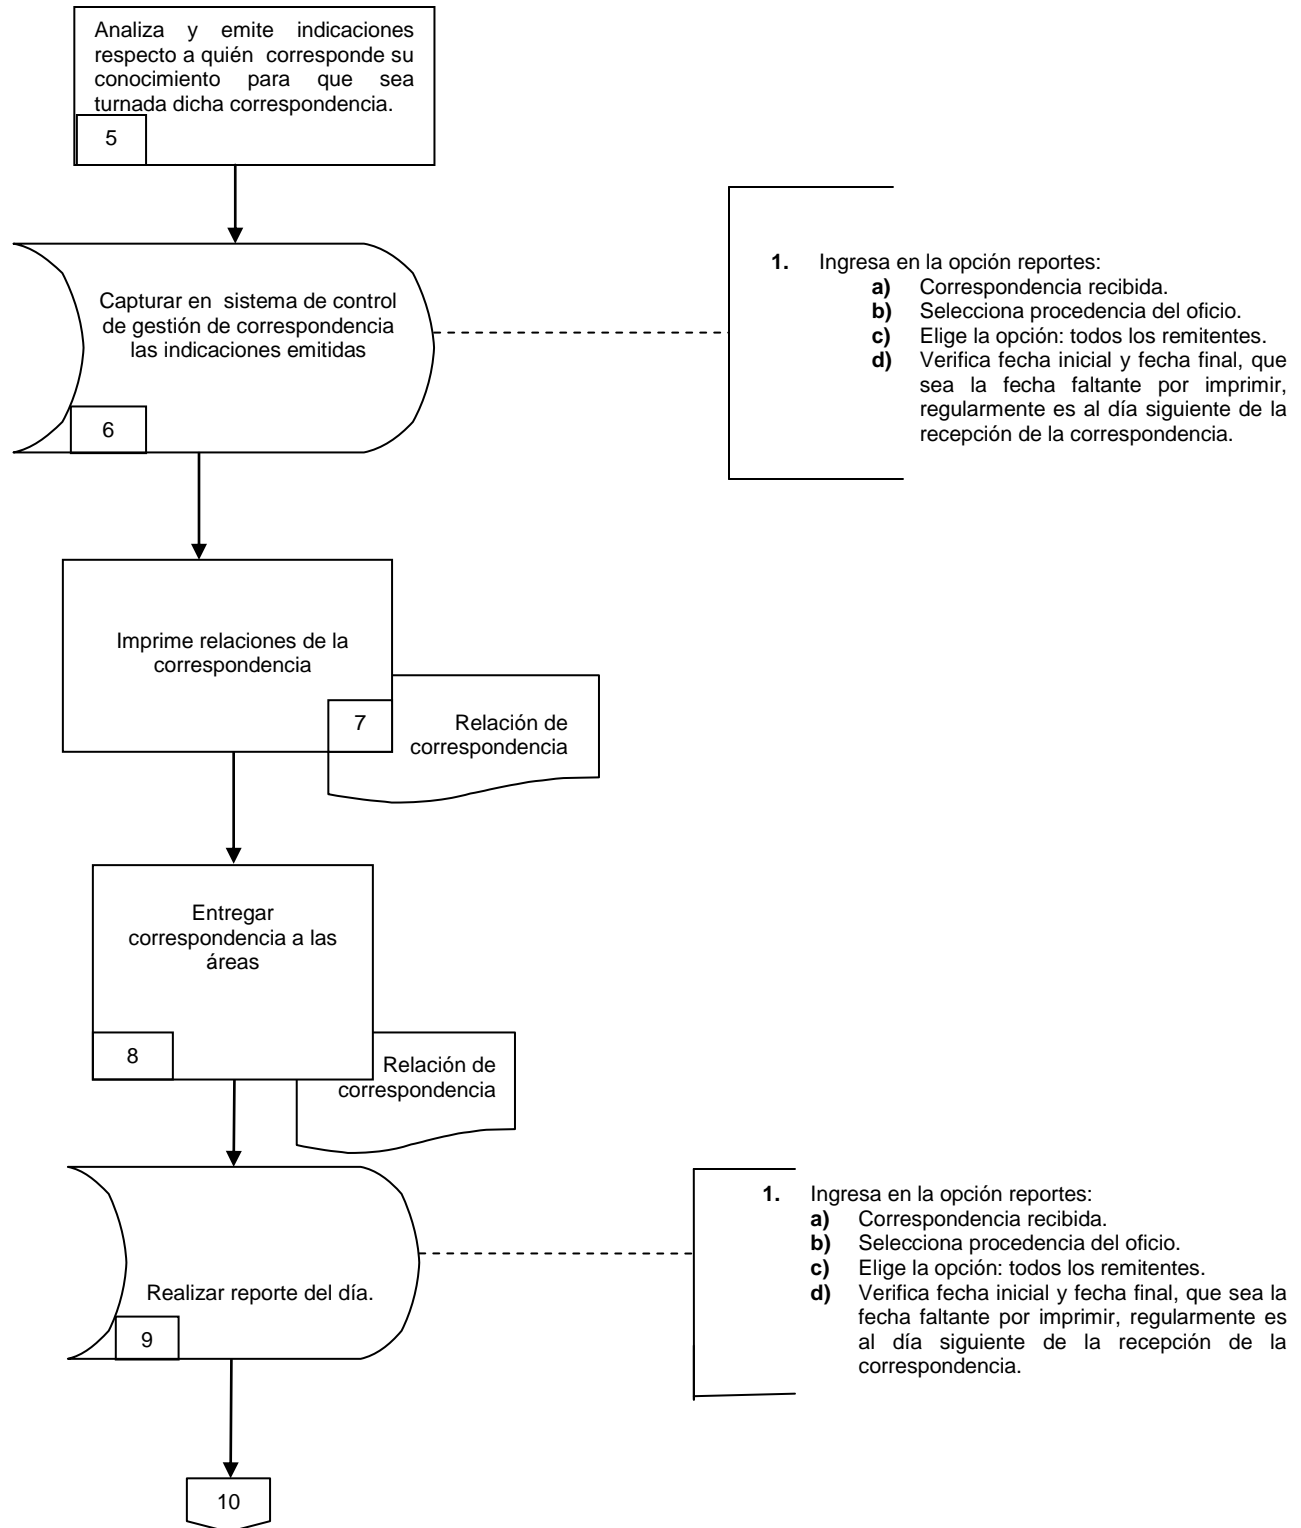 Analiza y emite indicaciones
respecto a quién corresponde su
conocimiento para que sea
turnada dicha correspondencia.
5
Capturar en sistema de control
de gestión de correspondencia
las indicaciones emitidas
6
1. Ingresa en la opción reportes:
a) Correspondencia recibida.
b) Selecciona procedencia del oficio.
c) Elige la opción: todos los remitentes.
d) Verifica fecha inicial y fecha final, que
sea la fecha faltante por imprimir,
regularmente es al día siguiente de la
recepción de la correspondencia.
Imprime relaciones de la
correspondencia
7
Relación de
correspondencia
Entregar
correspondencia a las
áreas
8
Relación de
correspondencia
Realizar reporte del día.
9
1. Ingresa en la opción reportes:
a) Correspondencia recibida.
b) Selecciona procedencia del oficio.
c) Elige la opción: todos los remitentes.
d) Verifica fecha inicial y fecha final, que sea la
fecha faltante por imprimir, regularmente es
al día siguiente de la recepción de la
correspondencia.
10